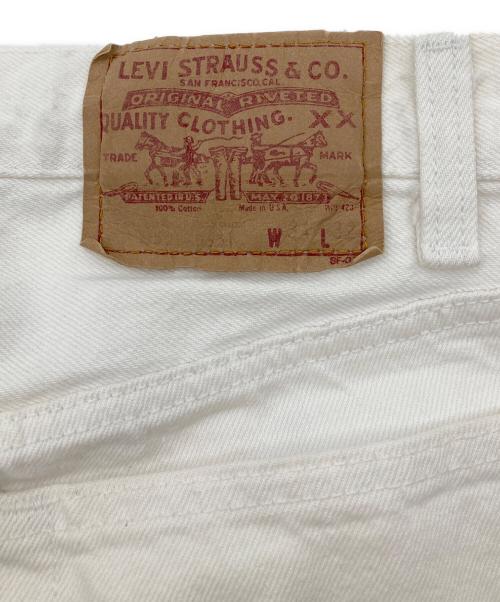 LEVI STRAUSS & CO.
SAN FRANCISCO, CAL
ORIGINAL RIVETED
QUALITY CLOTHING. XX
TRADE MARK
PATENTED IN U.S. MAY 20 1873
100% Cotton Made in U.S.A.
W L